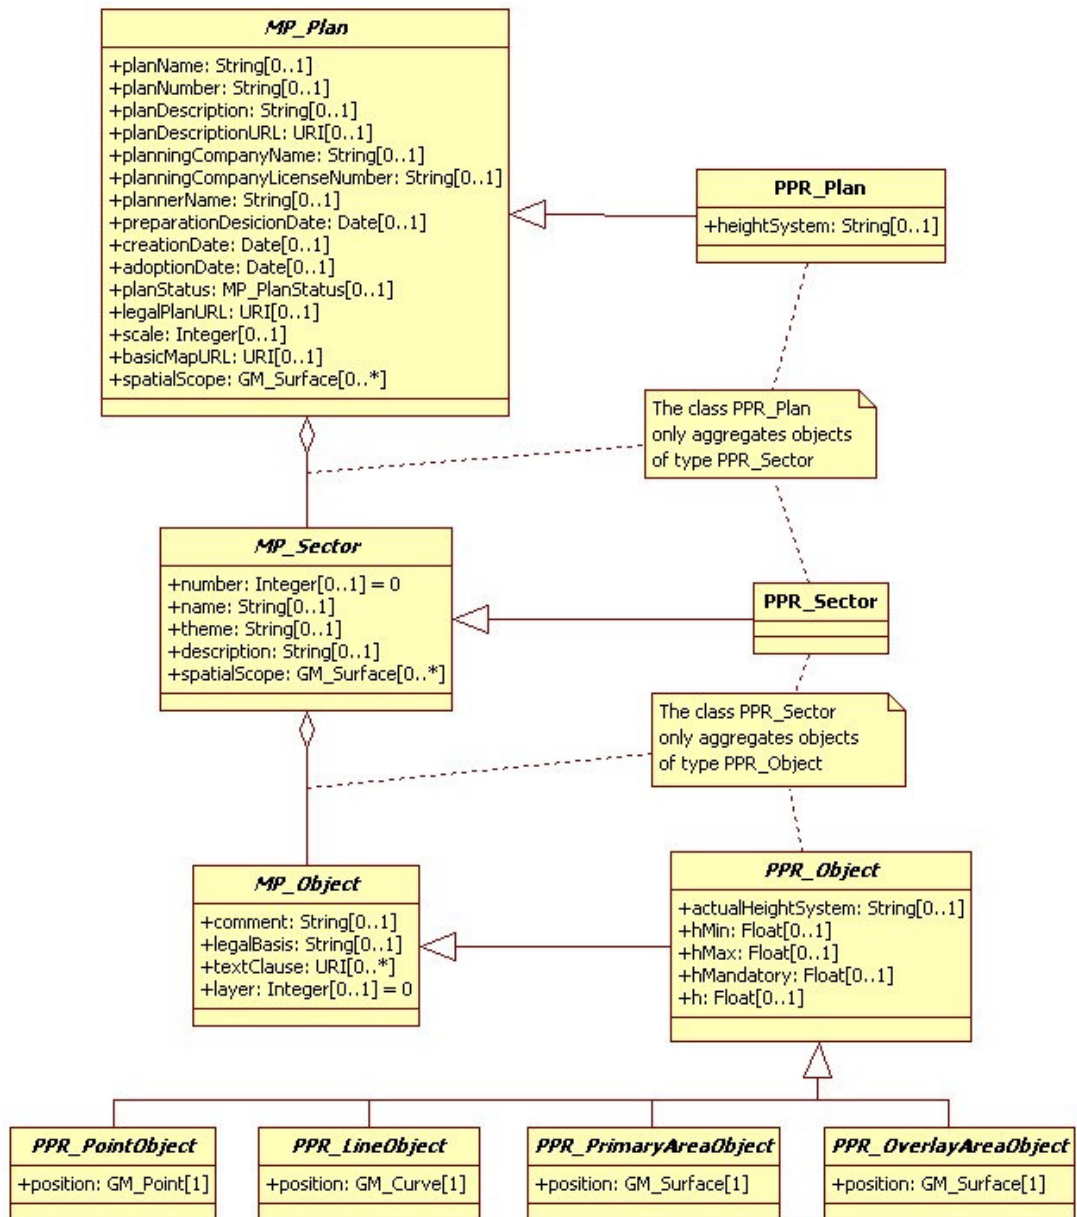 MP_Plan
+planName: String[0..1]
+planNumber: String[0..1]
+planDescription: String[0..1]
+planDescriptionURL: URI[0..1]
+planningCompanyName: String[0..1]
+planningCompanyLicenseNumber: String[0..1]
+plannerName: String[0..1]
+preparationDesicionDate: Date[0..1]
+creationDate: Date[0..1]
+adoptionDate: Date[0..1]
+planStatus: MP_PlanStatus[0..1]
+legalPlanURL: URI[0..1]
+scale: Integer[0..1]
+basicMapURL: URI[0..1]
+spatialScope: GM_Surface[0..*]
PPR_Plan
+heightSystem: String[0..1]
The class PPR_Plan
only aggregates objects
of type PPR_Sector
MP_Sector
+number: Integer[0..1] = 0
+name: String[0..1]
+theme: String[0..1]
+description: String[0..1]
+spatialScope: GM_Surface[0..*]
PPR_Sector
The class PPR_Sector
only aggregates objects
of type PPR_Object
MP_Object
+comment: String[0..1]
+legalBasis: String[0..1]
+textClause: URI[0..*]
+layer: Integer[0..1] = 0
PPR_Object
+actualHeightSystem: String[0..1]
+hMin: Float[0..1]
+hMax: Float[0..1]
+hMandatory: Float[0..1]
+h: Float[0..1]
PPR_PointObject
+position: GM_Point[1]
PPR_LineObject
+position: GM_Curve[1]
PPR_PrimaryAreaObject
+position: GM_Surface[1]
PPR_OverlayAreaObject
+position: GM_Surface[1]